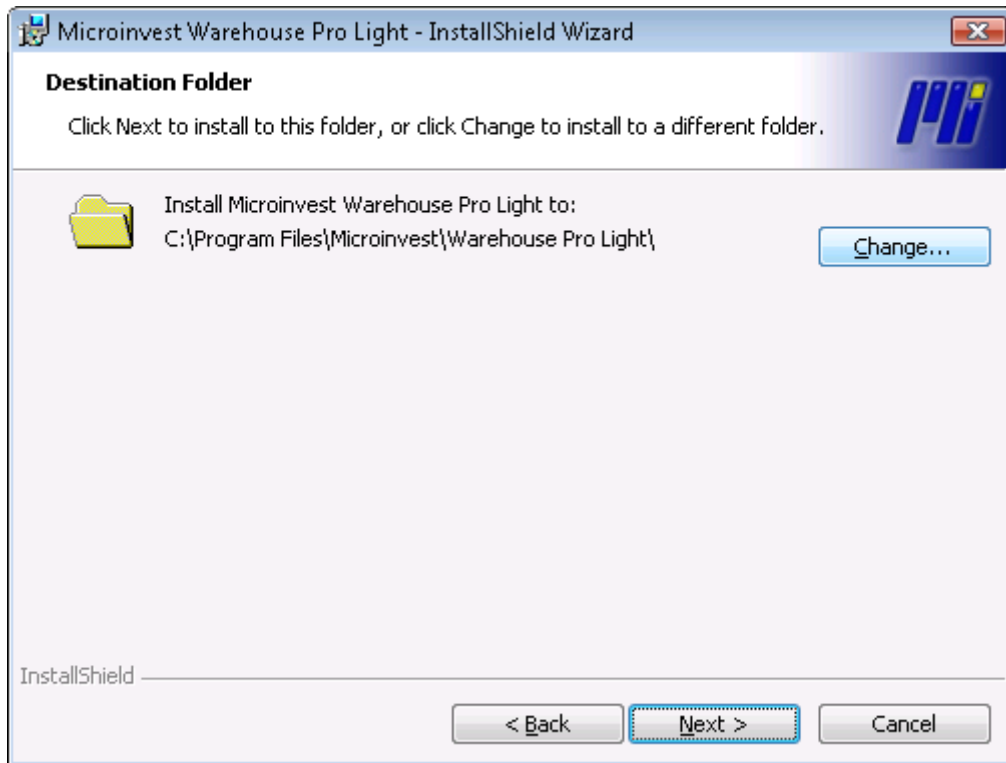 Microinvest Warehouse Pro Light - InstallShield Wizard
Destination Folder
Click Next to install to this folder, or click Change to install to a different folder.
Mi
Install Microinvest Warehouse Pro Light to:
C:\Program Files\Microinvest\Warehouse Pro Light\
Change...
InstallShield
< Back
Next >
Cancel